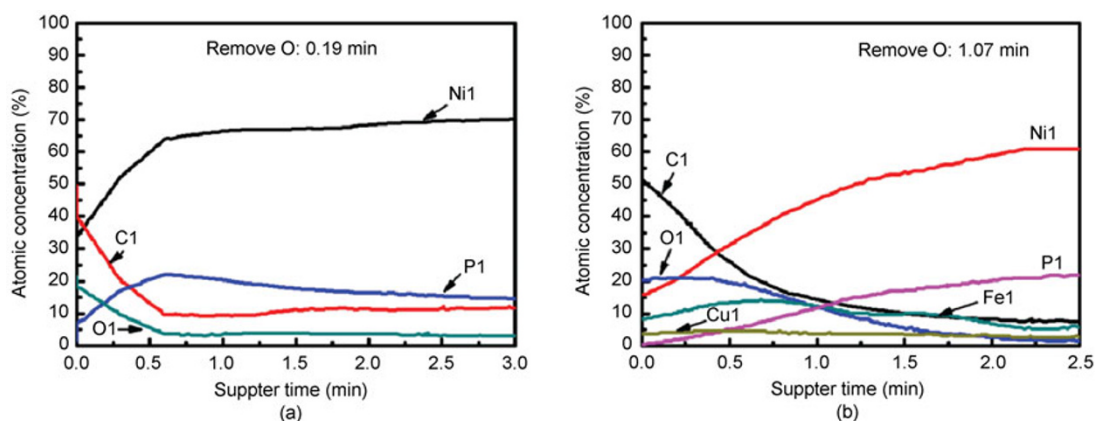 Remove O: 0.19 min
Atomic concentration (%)
100
90
80
70
60
50
40
30
20
10
0
Ni1
C1
P1
O1
0.0 0.5 1.0 1.5 2.0 2.5 3.0
Suppter time (min)
(a)
Remove O: 1.07 min
Atomic concentration (%)
100
90
80
70
60
50
40
30
20
10
0
C1
Ni1
O1
P1
Fe1
Cu1
0.0 0.5 1.0 1.5 2.0 2.5
Suppter time (min)
(b)